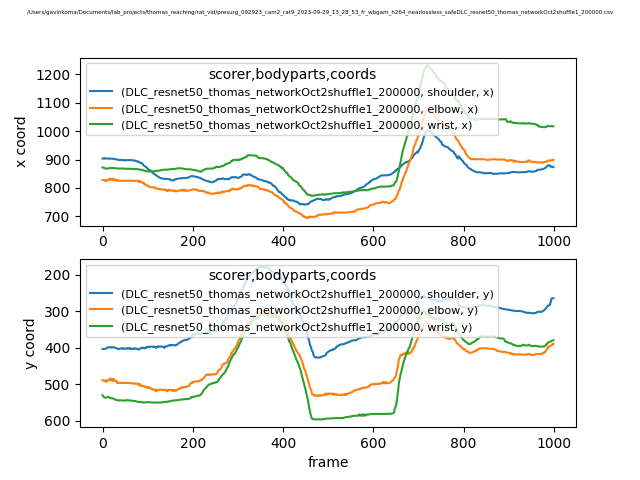 /Users/gavinkoma/Documents/lab_projects/thomas_reaching/rat_vid/presurg_092923_cam2_rat9_2023-09-29_13_28_53_fr_wbgam_h264_nearlossless_safeDLC_resnet50_thomas_networkOct2shuffle1_200000.csv
scorer,bodyparts,coords
(DLC_resnet50_thomas_networkOct2shuffle1_200000, shoulder, x)
(DLC_resnet50_thomas_networkOct2shuffle1_200000, elbow, x)
(DLC_resnet50_thomas_networkOct2shuffle1_200000, wrist, x)
x coord
1200
1100
1000
900
800
700
0 200 400 600 800 1000
scorer,bodyparts,coords
(DLC_resnet50_thomas_networkOct2shuffle1_200000, shoulder, y)
(DLC_resnet50_thomas_networkOct2shuffle1_200000, elbow, y)
(DLC_resnet50_thomas_networkOct2shuffle1_200000, wrist, y)
y coord
200
300
400
500
600
0 200 400 600 800 1000
frame